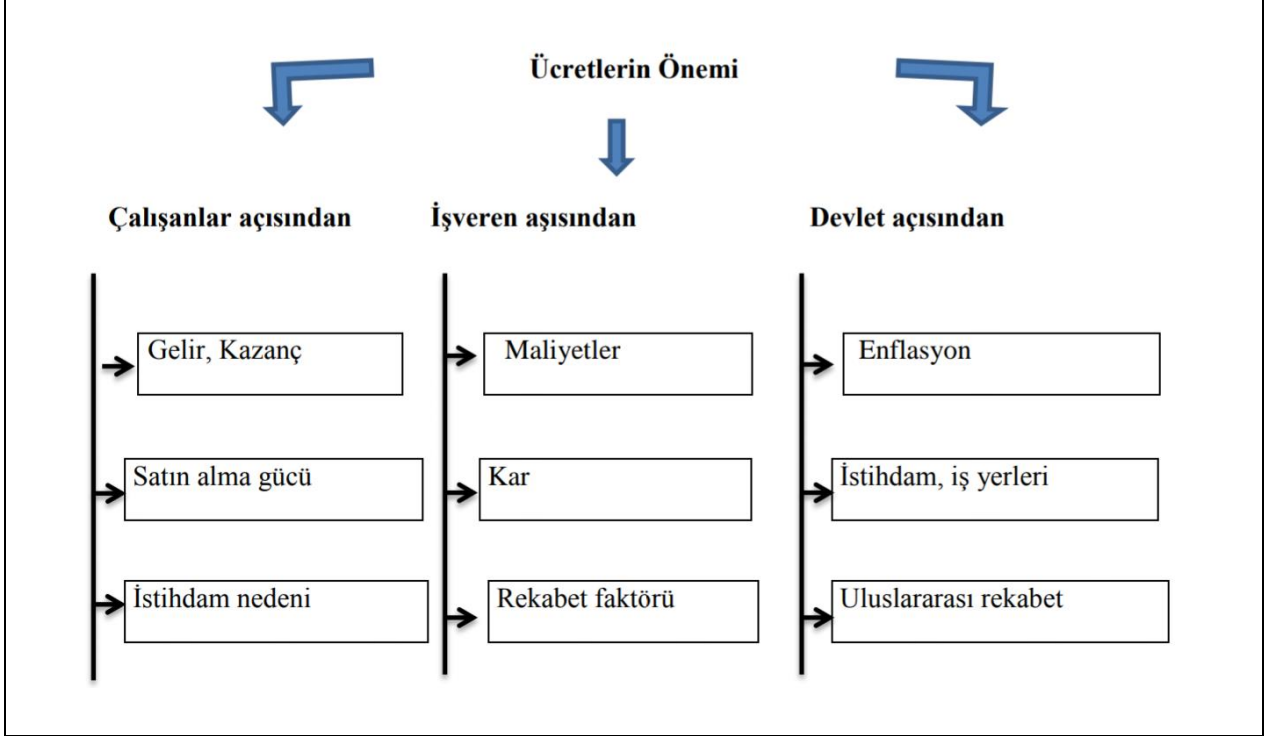 Ücretlerin Önemi
Çalışanlar açısından
İşveren aşısından
Devlet açısından
Gelir, Kazanç
Maliyetler
Enflasyon
Satın alma gücü
Kar
İstihdam, iş yerleri
İstihdam nedeni
Rekabet faktörü
Uluslararası rekabet